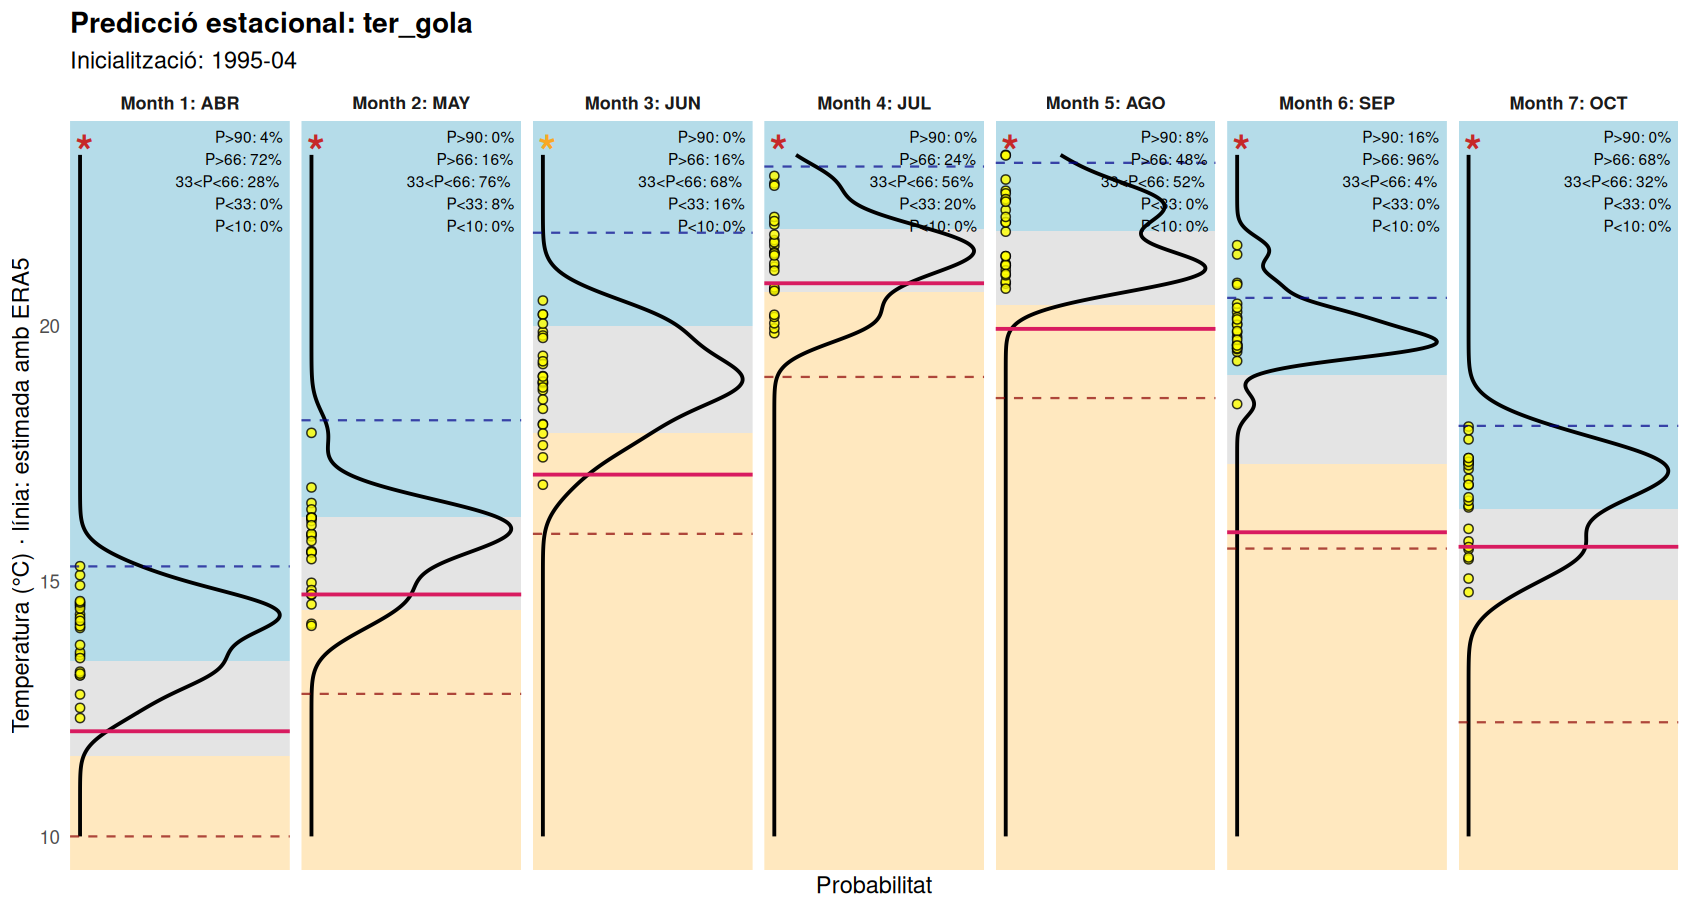 Predicció estacional: ter_gola
Inicialització: 1995-04
Month 1: ABR
Month 2: MAY
Month 3: JUN
Month 4: JUL
Month 5: AGO
Month 6: SEP
Month 7: OCT
*
P>90: 4%
P>66: 72%
33<P<66: 28%
P<33: 0%
P<10: 0%
*
P>90: 0%
P>66: 16%
33<P<66: 76%
P<33: 8%
P<10: 0%
*
P>90: 0%
P>66: 16%
33<P<66: 68%
P<33: 16%
P<10: 0%
*
P>90: 0%
P>66: 24%
33<P<66: 56%
P<33: 20%
P<10: 0%
*
P>90: 8%
P>66: 48%
33<P<66: 52%
P<33: 0%
P<10: 0%
*
P>90: 16%
P>66: 96%
33<P<66: 4%
P<33: 0%
P<10: 0%
*
P>90: 0%
P>66: 68%
33<P<66: 32%
P<33: 0%
P<10: 0%
Temperatura (°C) · línia: estimada amb ERA5
20
15
10
Probabilitat